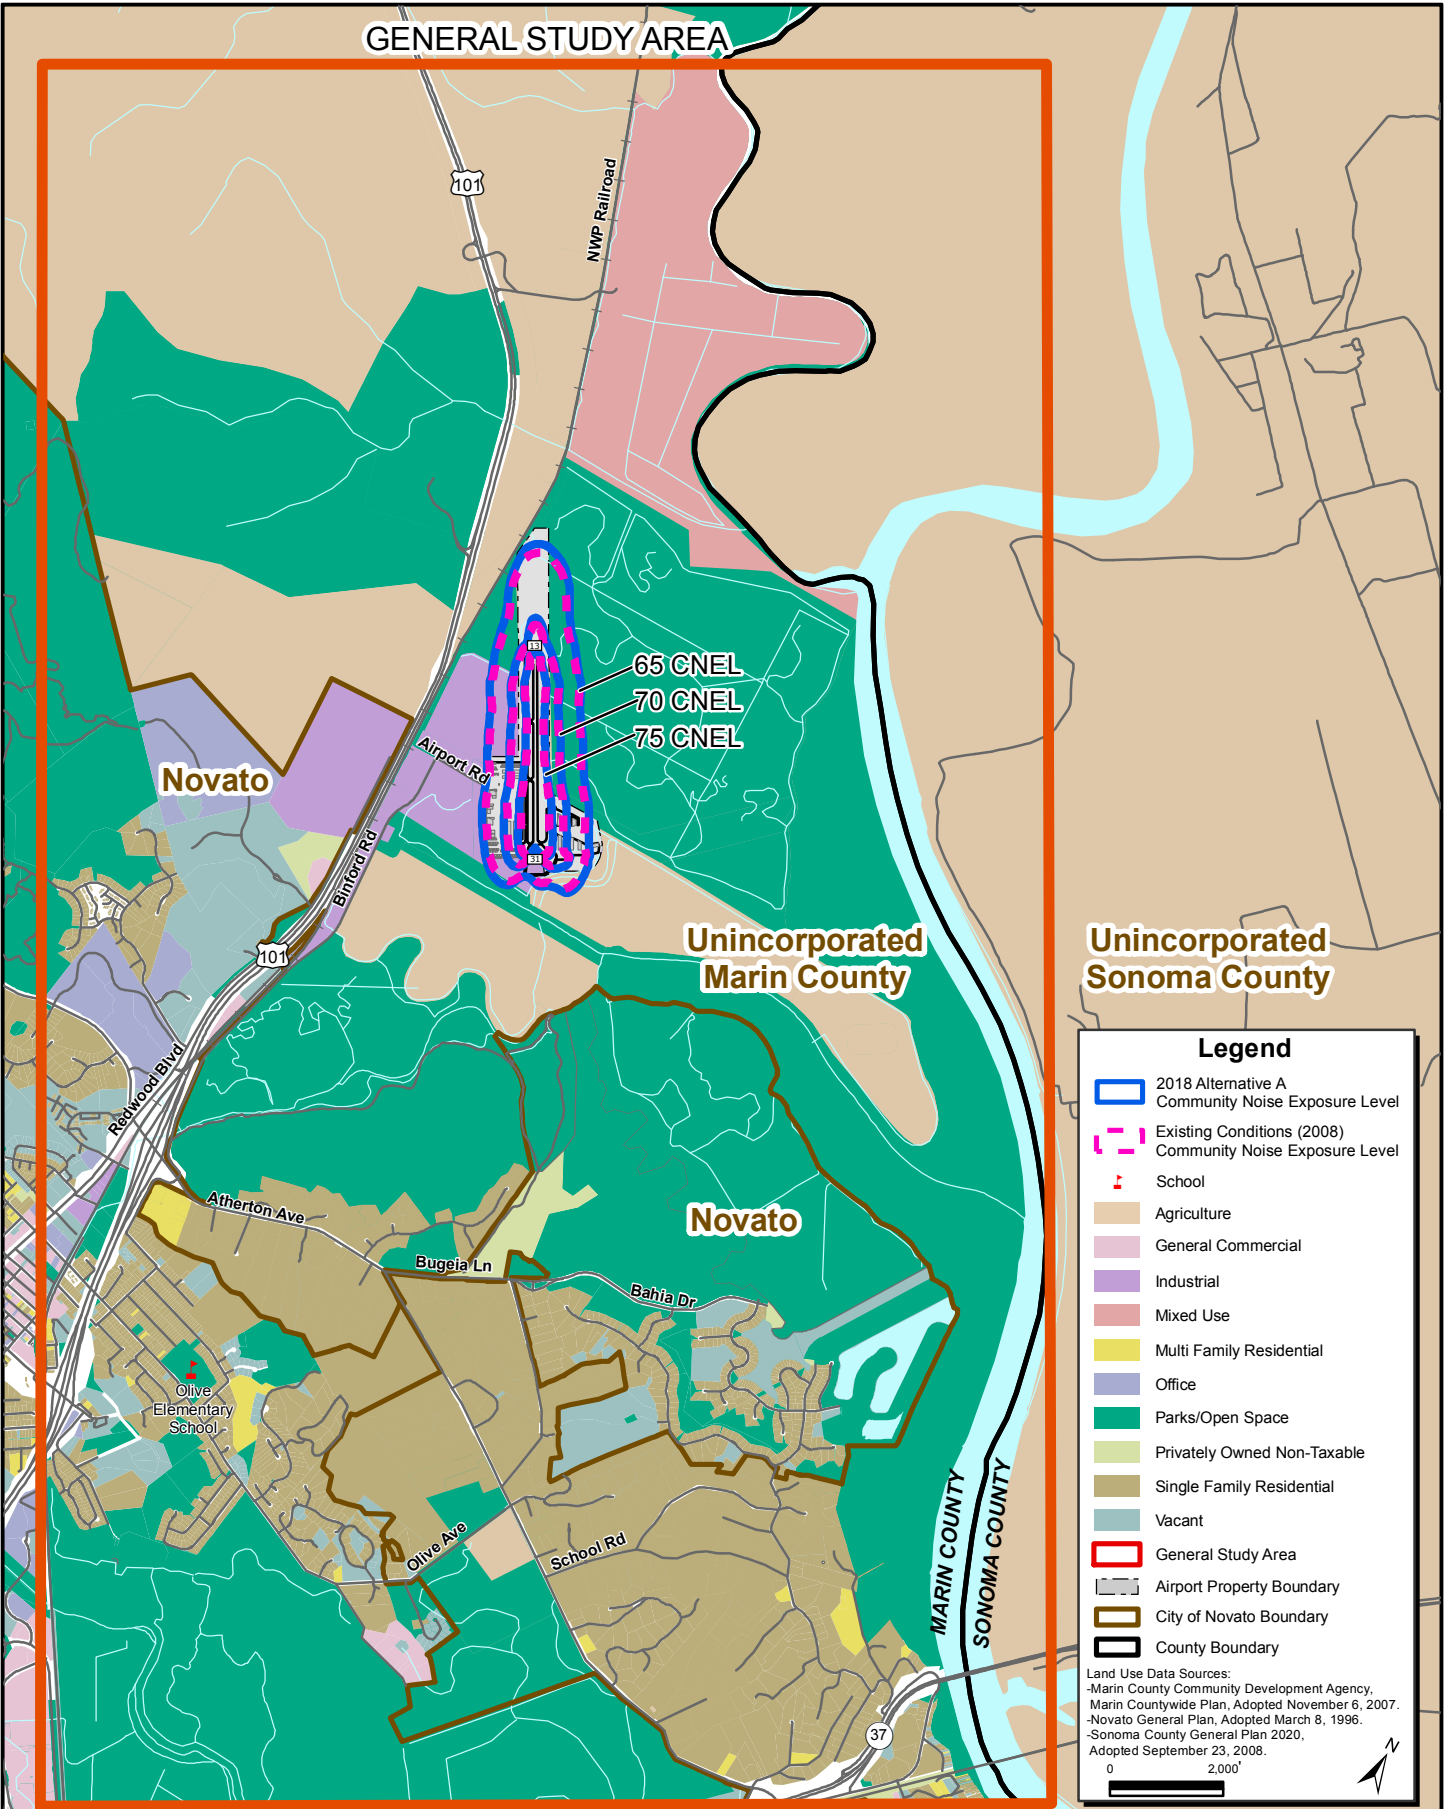 GENERAL STUDY AREA
101
NWP Railroad
13
65 CNEL
70 CNEL
75 CNEL
Airport Rd
Novato
31
Binford Rd
101
Unincorporated
Marin County
Unincorporated
Sonoma County
Redwood Blvd
Atherton Ave
Novato
Bugeia Ln
Bahia Dr
Olive
Elementary
School
Olive Ave
School Rd
MARIN COUNTY
SONOMA COUNTY
37
Legend
2018 Alternative A
Community Noise Exposure Level
Existing Conditions (2008)
Community Noise Exposure Level
School
Agriculture
General Commercial
Industrial
Mixed Use
Multi Family Residential
Office
Parks/Open Space
Privately Owned Non-Taxable
Single Family Residential
Vacant
General Study Area
Airport Property Boundary
City of Novato Boundary
County Boundary
Land Use Data Sources:
-Marin County Community Development Agency,
Marin Countywide Plan, Adopted November 6, 2007.
-Novato General Plan, Adopted March 8, 1996.
-Sonoma County General Plan 2020,
Adopted September 23, 2008.
N
0 2,000'